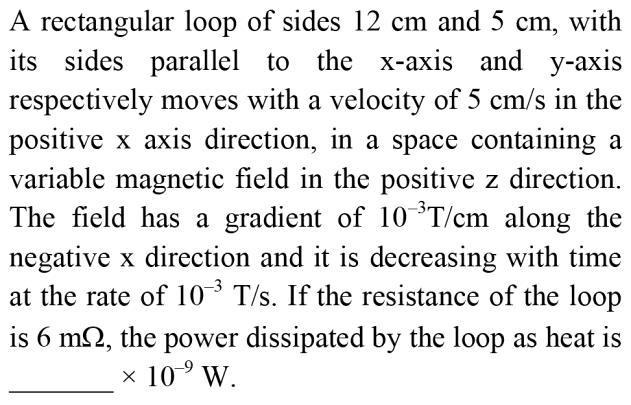 A rectangular loop of sides 12 cm and 5 cm, with
its sides parallel to the x-axis and y-axis
respectively moves with a velocity of 5 cm/s in the
positive x axis direction, in a space containing a
variable magnetic field in the positive z direction.
The field has a gradient of 10⁻³T/cm along the
negative x direction and it is decreasing with time
at the rate of 10⁻³ T/s. If the resistance of the loop
is 6 mΩ, the power dissipated by the loop as heat is
________ × 10⁻⁹ W.